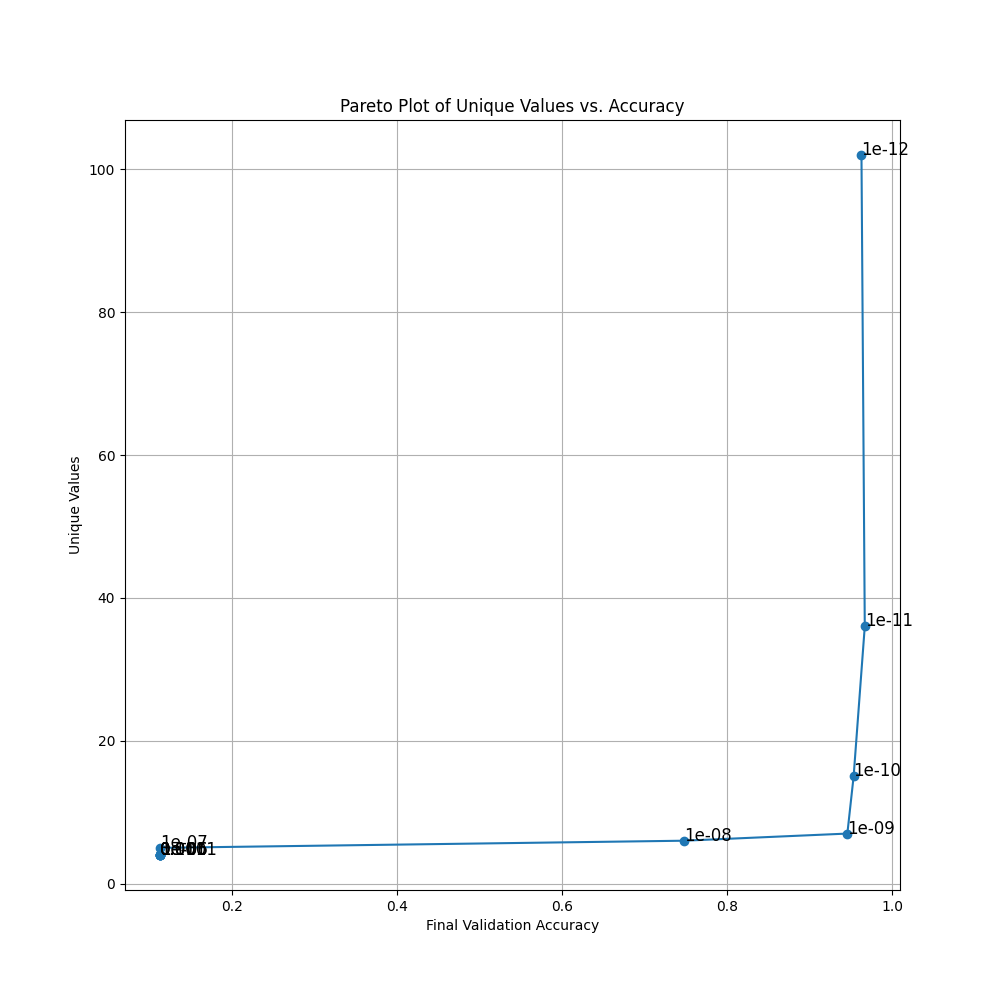 Pareto Plot of Unique Values vs. Accuracy
1e-12
100
80
Unique Values
60
40
1e-11
20
1e-10
1e-09
1e-08
1e-07
0
0.2
0.4
0.6
0.8
1.0
Final Validation Accuracy